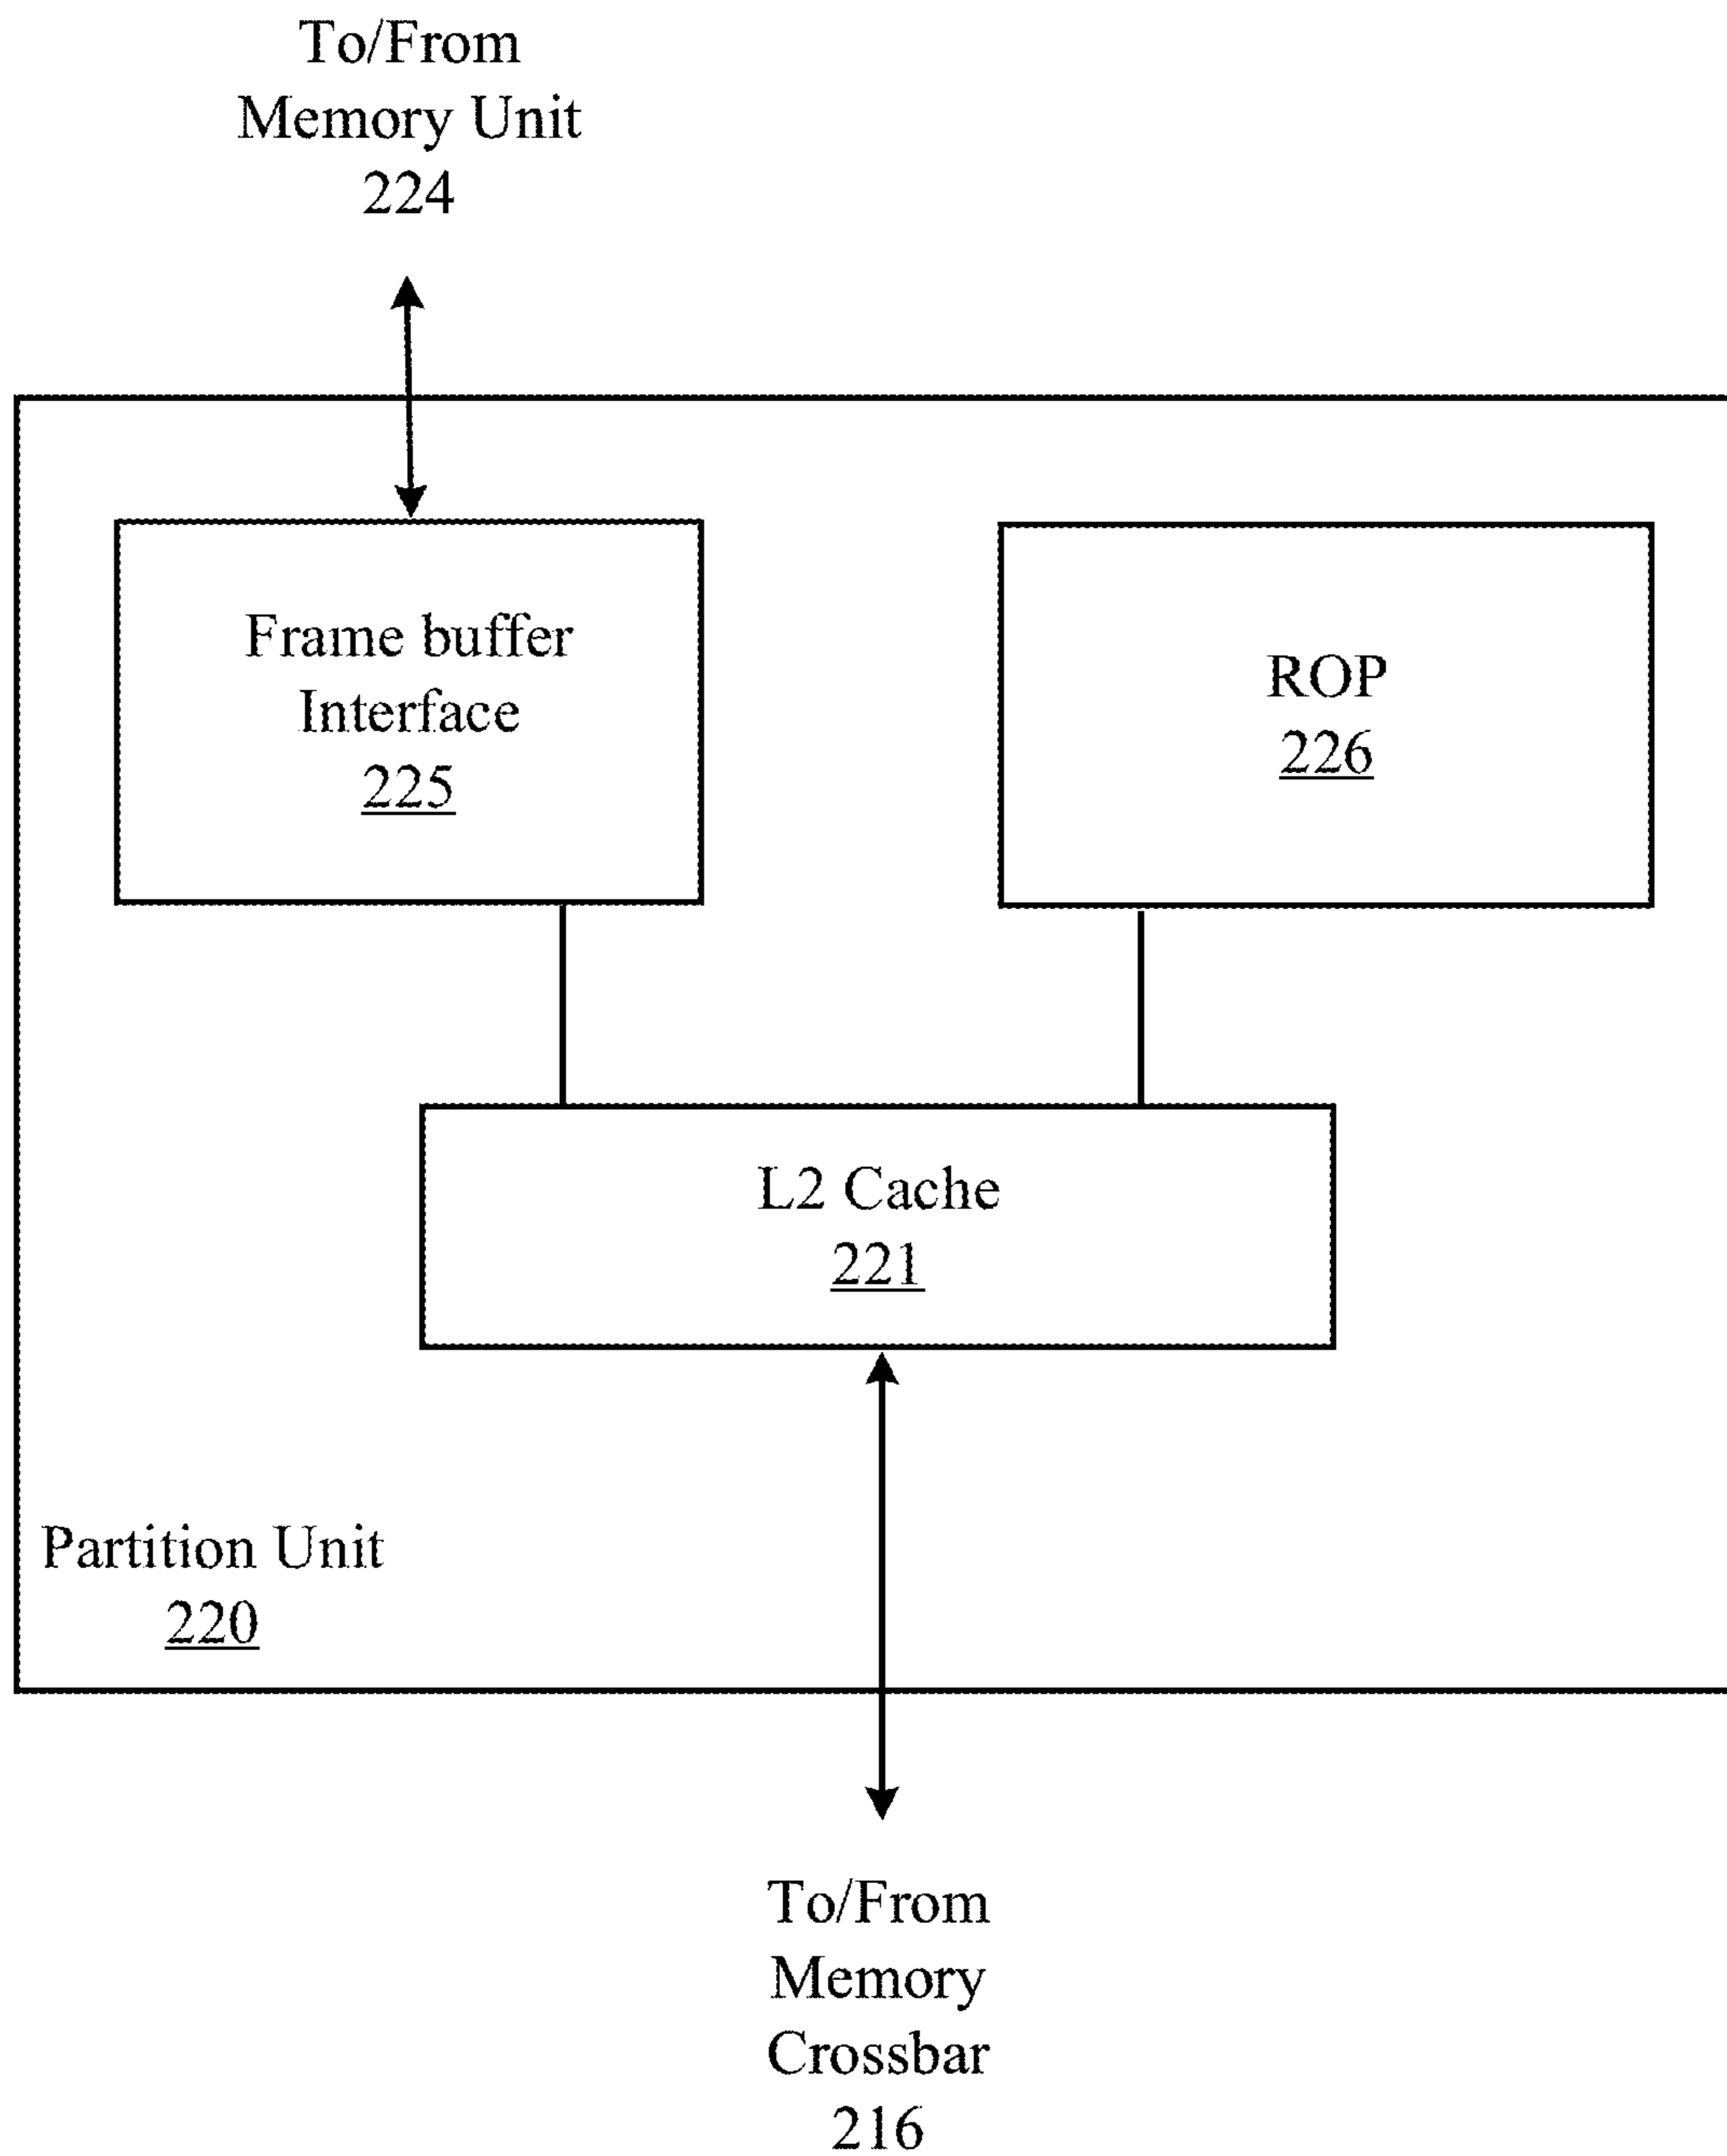 To/From
Memory Unit
224
Frame buffer
Interface
225
ROP
226
L2 Cache
221
Partition Unit
220
To/From
Memory
Crossbar
216